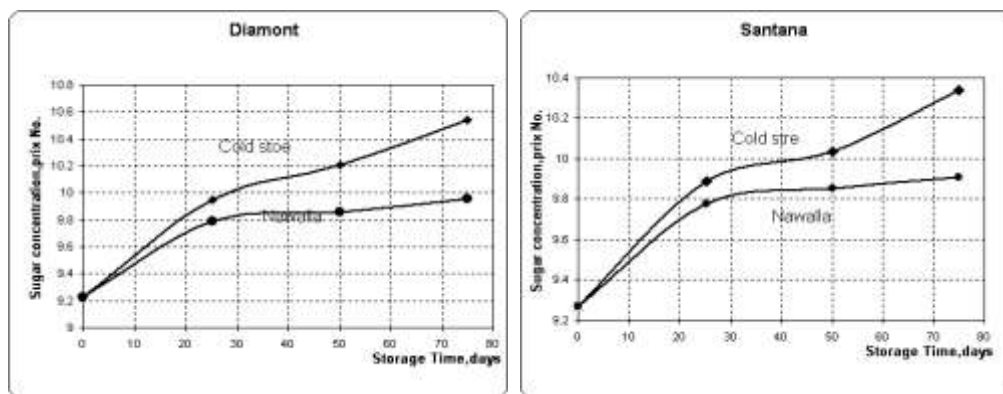 Diamont
Sugar concentration,prix No.
10.8
10.6
10.4
10.2
10
9.8
9.6
9.4
9.2
9
Cold stoe
Nawalla
0 10 20 30 40 50 60 70 80
Storage Time,days
Santana
Sugar concentration,prix No.
10.4
10.2
10
9.8
9.6
9.4
9.2
Cold stre
Nawalla
0 10 20 30 40 50 60 70 80
Storage Time,days